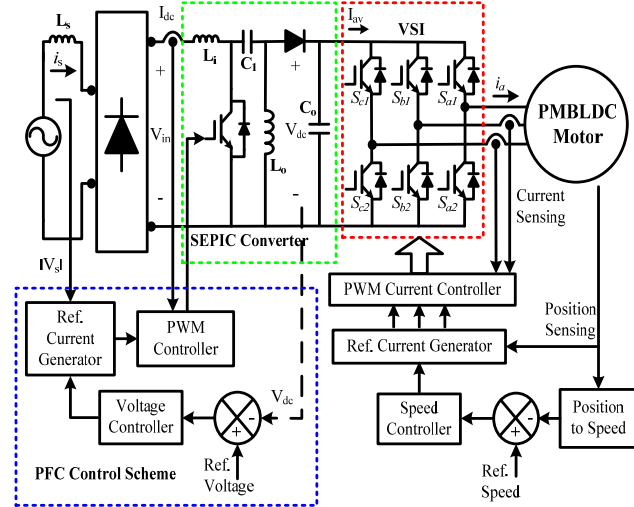 Ls
is
Idc
Li
C1
Iav
VSI
+
Vin
-
+
Vdc
-
Co
Lo
Sc1
Sb1
Sa1
ia
PMBLDC
Motor
Sc2
Sb2
Sa2
SEPIC Converter
Current
Sensing
|Vs|
Ref.
Current
Generator
PWM
Controller
Voltage
Controller
-
+
Vdc
Ref.
Voltage
PFC Control Scheme
PWM Current Controller
Ref. Current Generator
Position
Sensing
Speed
Controller
-
+
Ref.
Speed
Position
to Speed